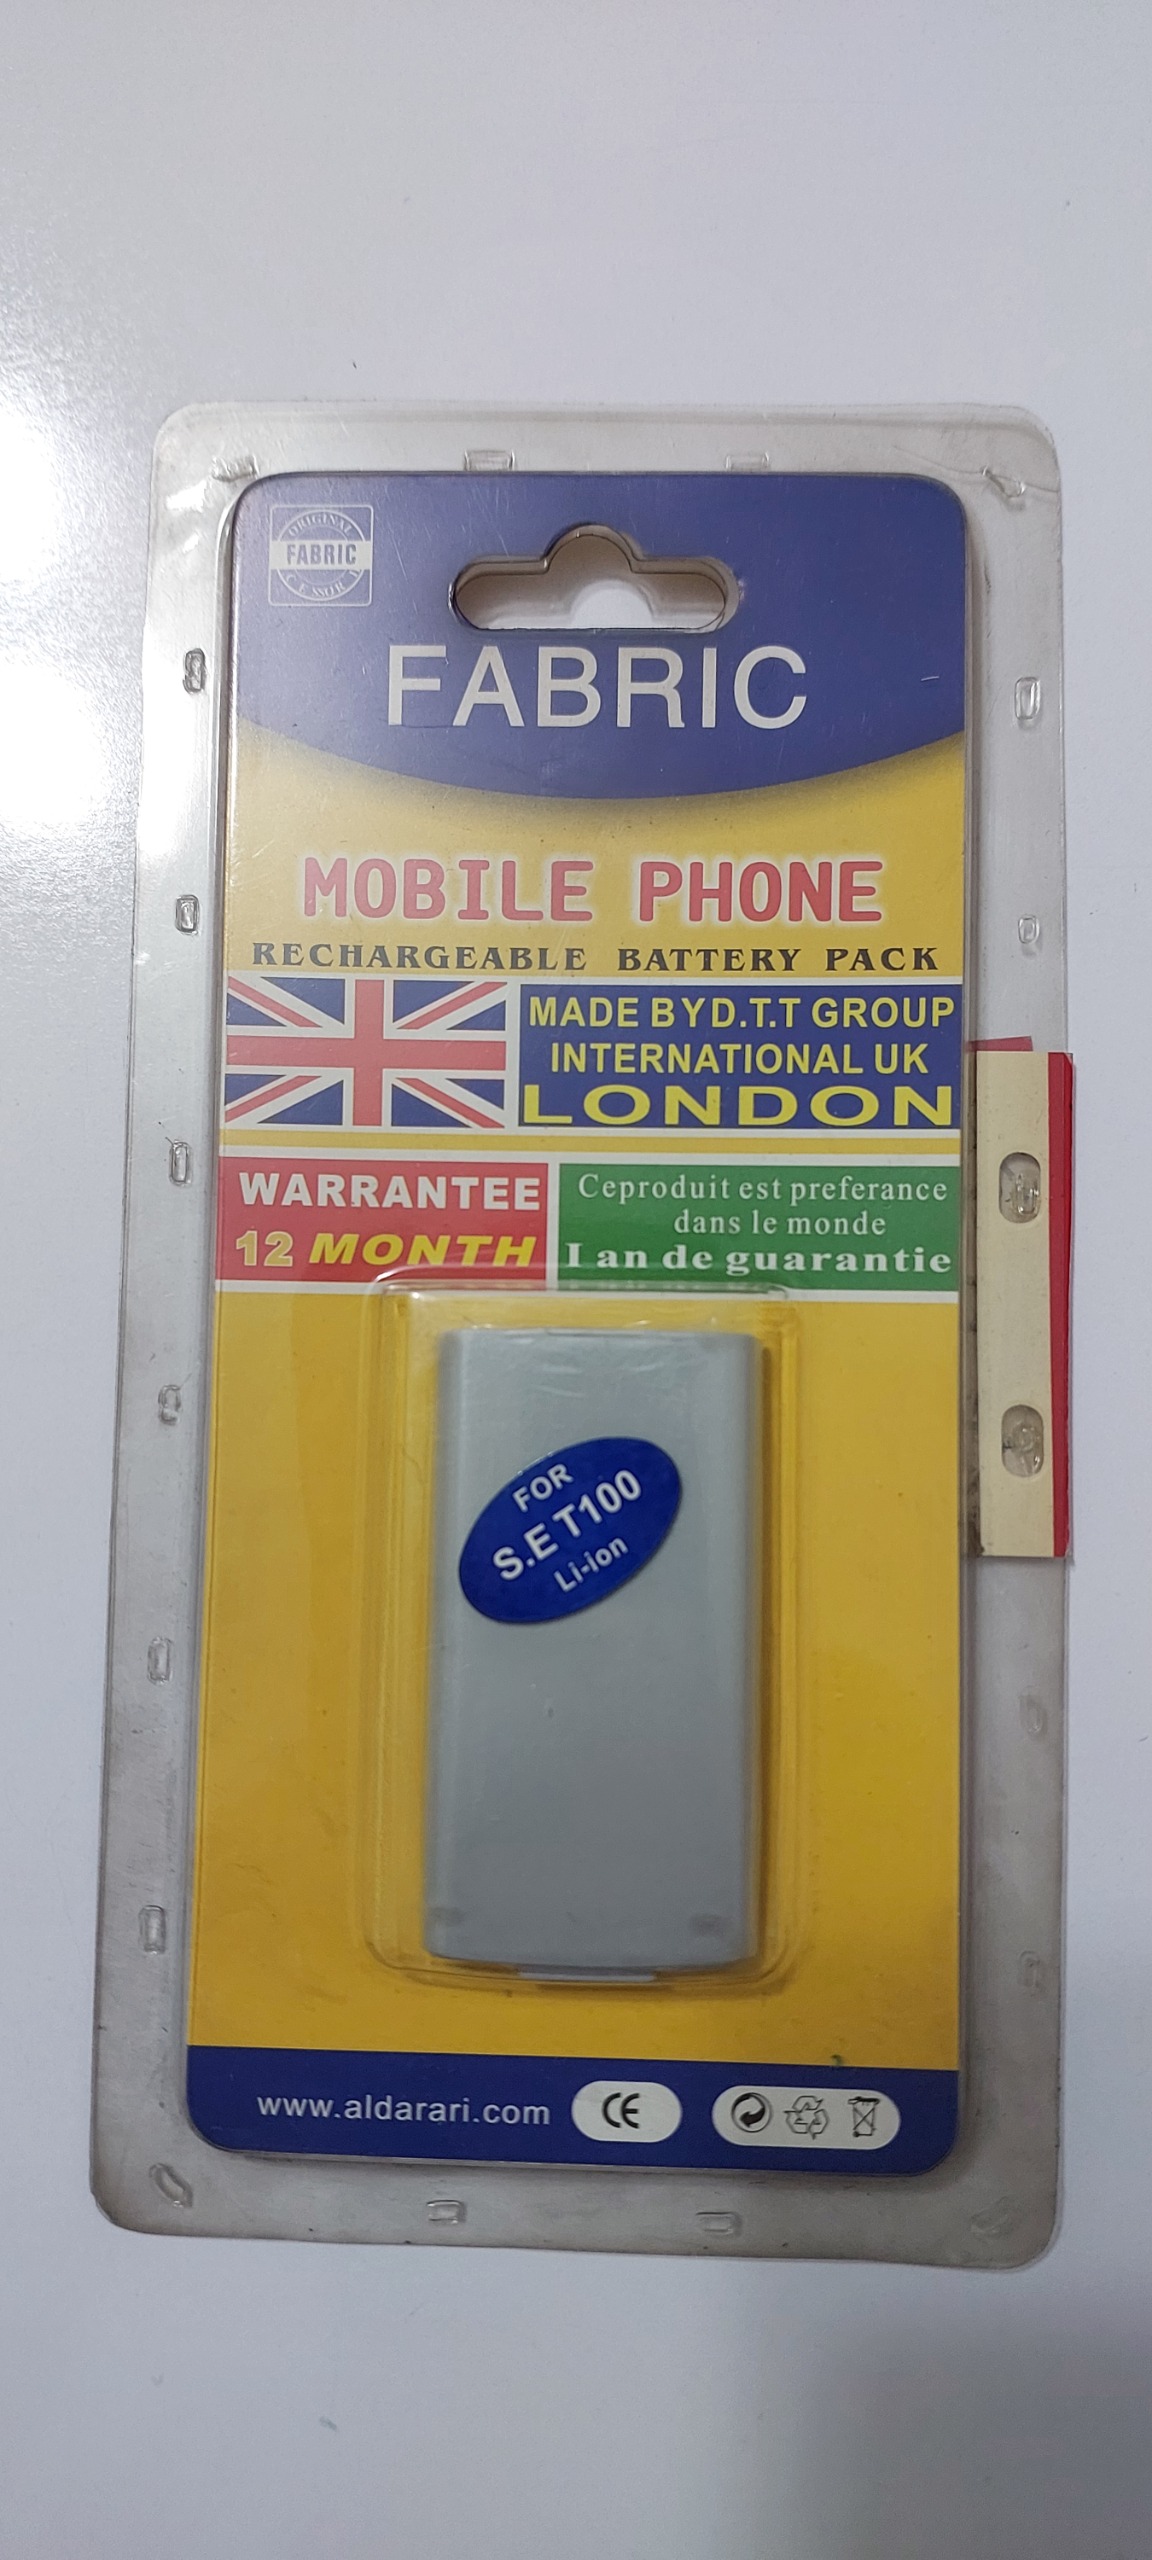 ORIGINAL
FABRIC
FABRIC
MOBILE PHONE
RECHARGEABLE BATTERY PACK
MADE BYD.T.T GROUP
INTERNATIONAL UK
LONDON
WARRANTEE
12 MONTH
Ceproduit est preferance
dans le monde
I an de guarantie
FOR
S.E T100
Li-ion
www.aldarari.com
CE